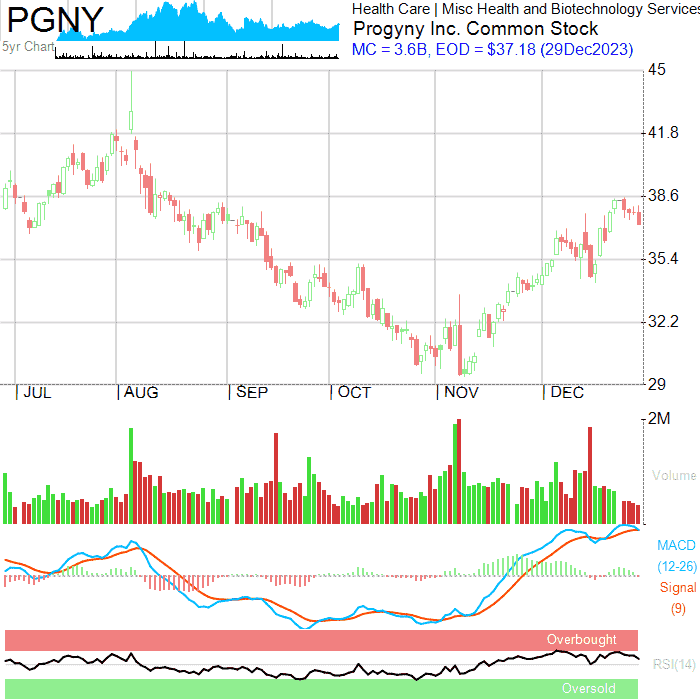 PGNY
5yr Chart
Health Care | Misc Health and Biotechnology Services
Progyny Inc. Common Stock
MC = 3.6B, EOD = $37.18 (29Dec2023)
45
41.8
38.6
35.4
32.2
29
JUL AUG SEP OCT NOV DEC
2M
Volume
MACD
(12-26)
Signal
(9)
Overbought
RSI(14)
Oversold